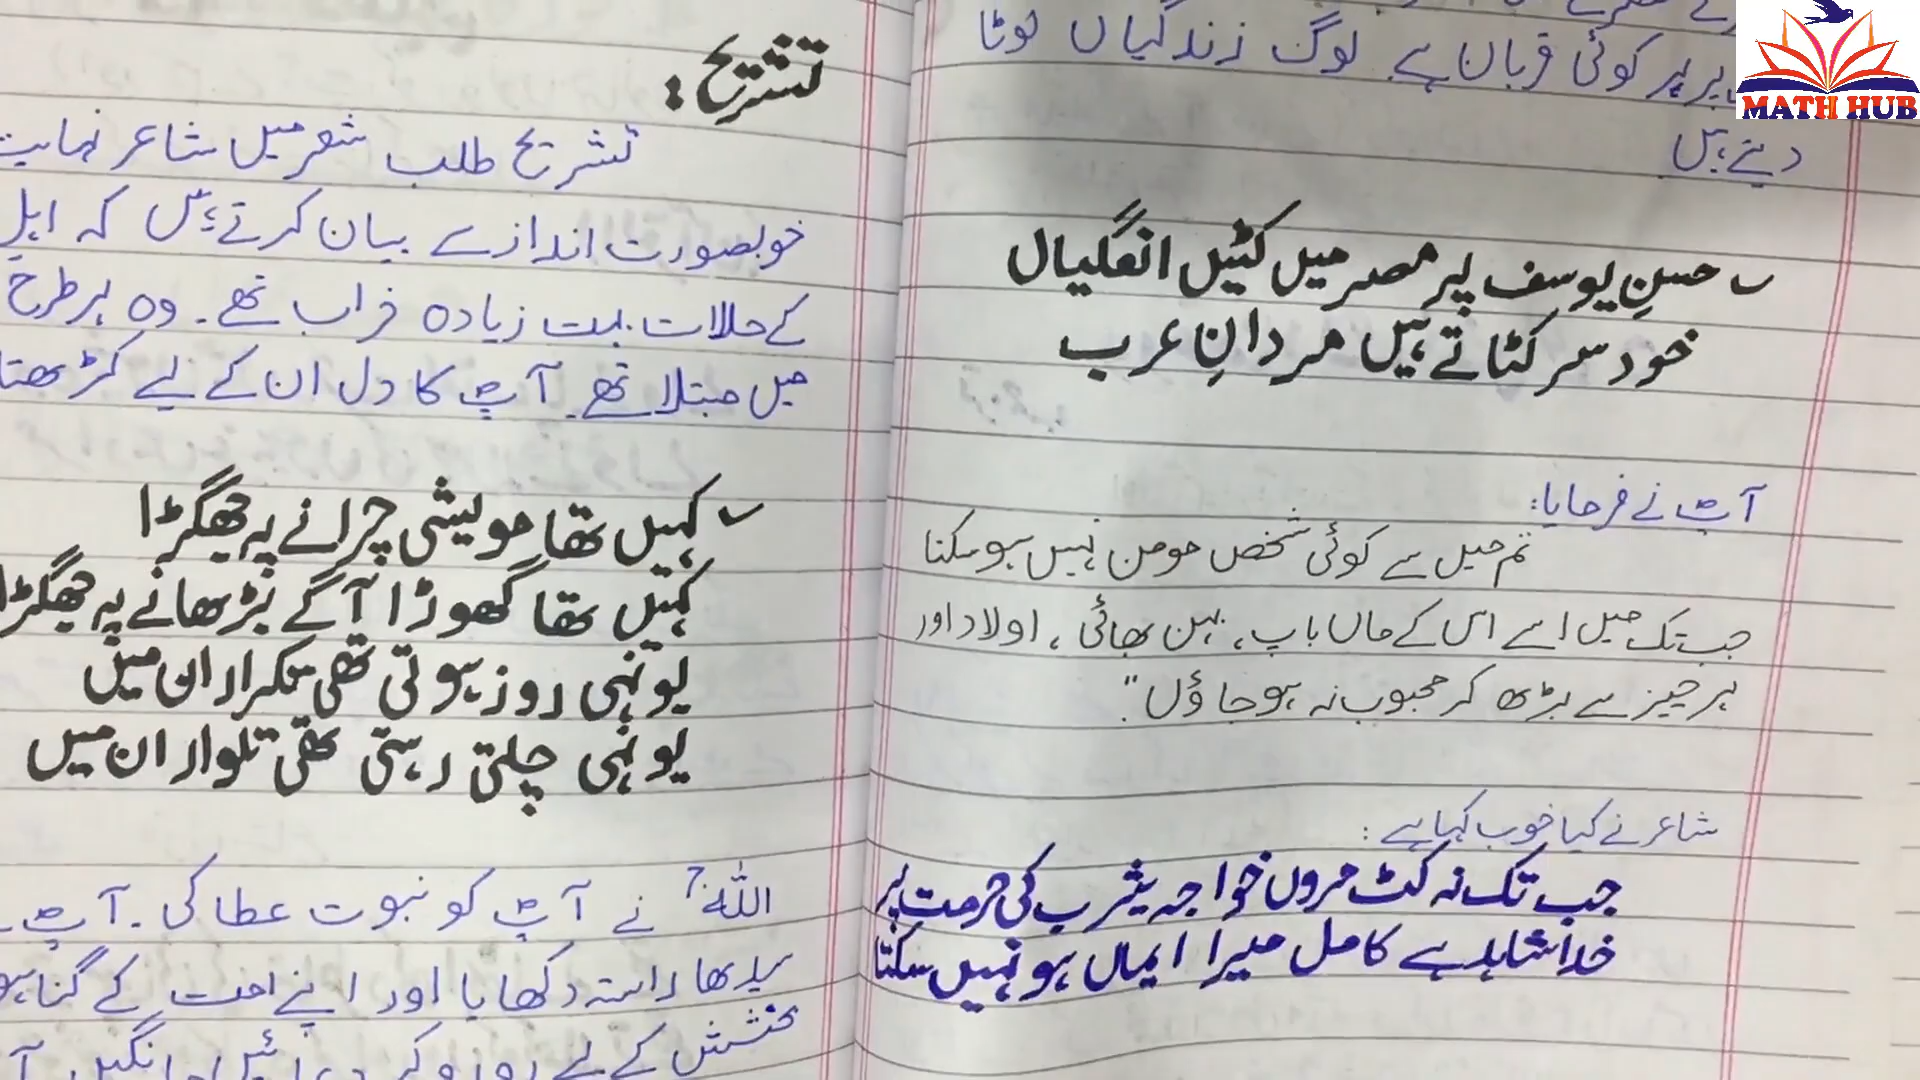 پر کوئی قربان ہے لوگ زندگیاں لوٹا
دیتے ہیں
حسنِ یوسف پر مصر میں کٹیں انگلیاں
خود سر کٹاتے ہیں مردانِ عرب
آپؐ نے فرمایا:
تم میں سے کوئی شخص مومن نہیں ہوسکتا
جب تک میں اسے اس کے ماں باپ، بہن بھائی، اولاد اور
ہر چیز سے بڑھ کر محبوب نہ ہوجاؤں"
شاعر نے کیا خوب کہا ہے:
جب تک نہ کٹ مروں خواجہ یثرب کی حرمت پر
خدا شاہد ہے کامل میرا ایماں ہو نہیں سکتا
تشریح:
تشریح طلب شعر میں شاعر نہایت
خوبصورت انداز سے بیان کرتے ہیں کہ اہل
کے حالات بہت زیادہ خراب تھے۔ وہ ہر طرح
میں مبتلا تھے۔ آپؐ کا دل ان کے لیے کڑھتا
کہیں تھا مویشی چرانے پہ جھگڑا
کہیں تھا گھوڑا آگے بڑھانے پہ جھگڑا
یونہی روز ہوتی تھی تکرار ان میں
یونہی چلتی رہتی تھی تلوار ان میں
اللہ نے آپؐ کو نبوت عطا کی۔ آپؐ
سیدھا راستہ دکھایا اور اپنے امت کے
بخشش کے لیے رو رو کر دعائیں مانگیں
MATH HUB